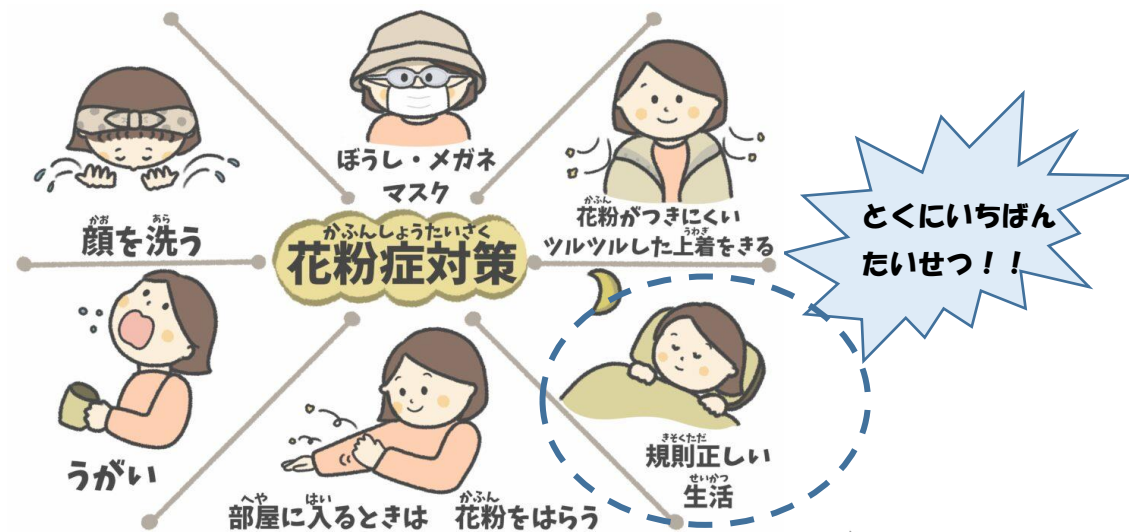 ぼうし・メガネ
マスク
かお あら
顔を洗う
かふん
花粉がつきにくい
うわぎ
ツルツルした上着をきる
とくにいちばん
たいせつ！！
かふんしょうたいさく
花粉症対策
うがい
へや はい かふん
部屋に入るときは 花粉をはらう
きそくただ
規則正しい
せいかつ
生活